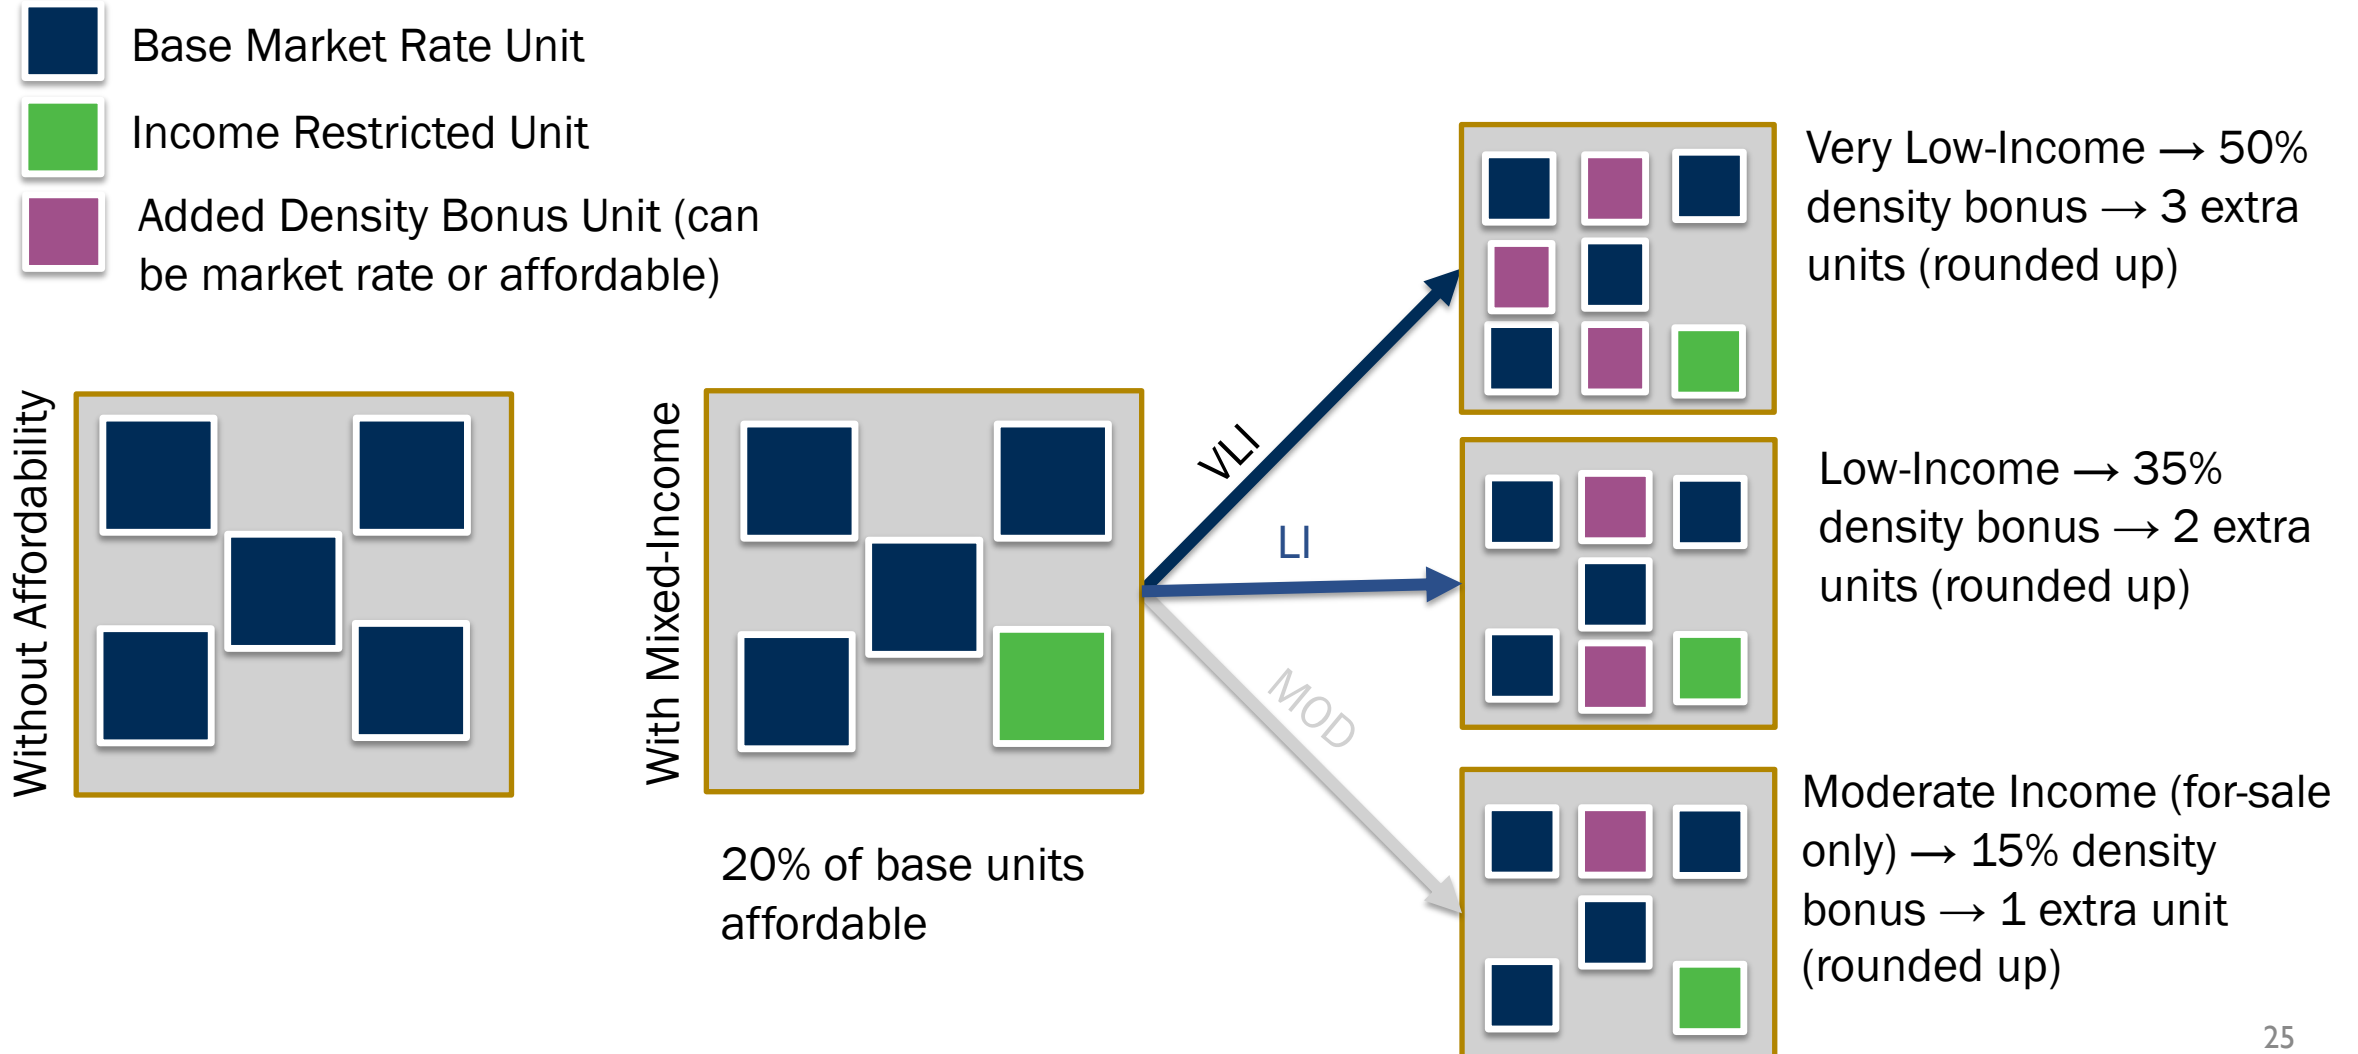 Base Market Rate Unit
Income Restricted Unit
Added Density Bonus Unit (can
be market rate or affordable)
Without Affordability
With Mixed-Income
20% of base units
affordable
VLI
LI
MOD
Very Low-Income → 50%
density bonus → 3 extra
units (rounded up)
Low-Income → 35%
density bonus → 2 extra
units (rounded up)
Moderate Income (for-sale
only) → 15% density
bonus → 1 extra unit
(rounded up)
25